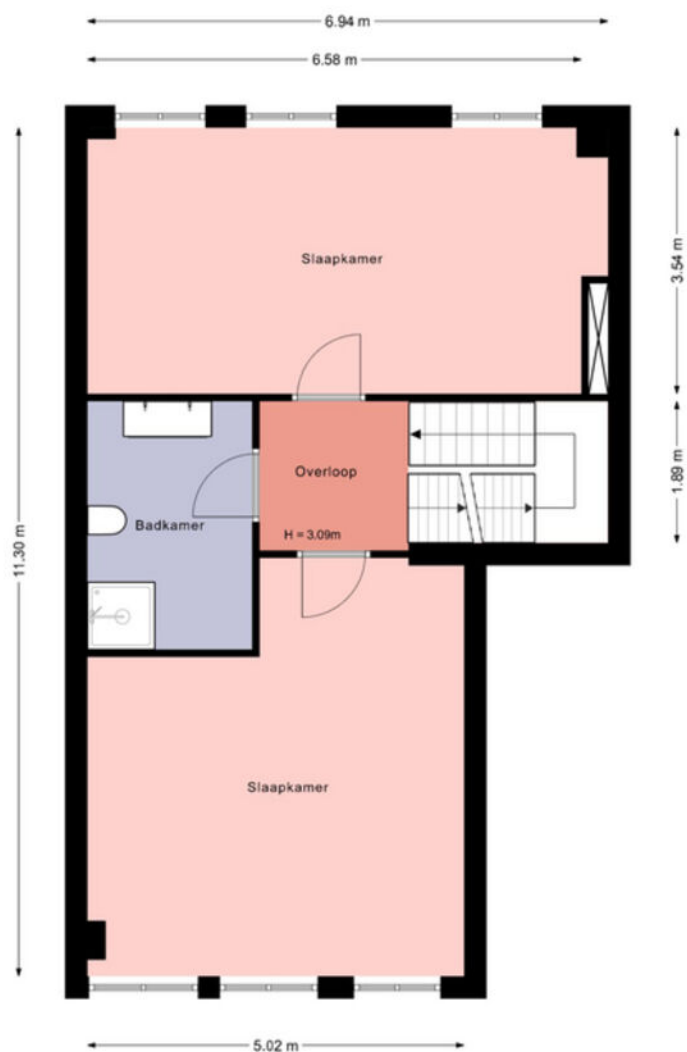 6.94 m
6.58 m
3.54 m
Slaapkamer
1.89 m
Overloop
Badkamer
H = 3.09m
11.30 m
Slaapkamer
5.02 m